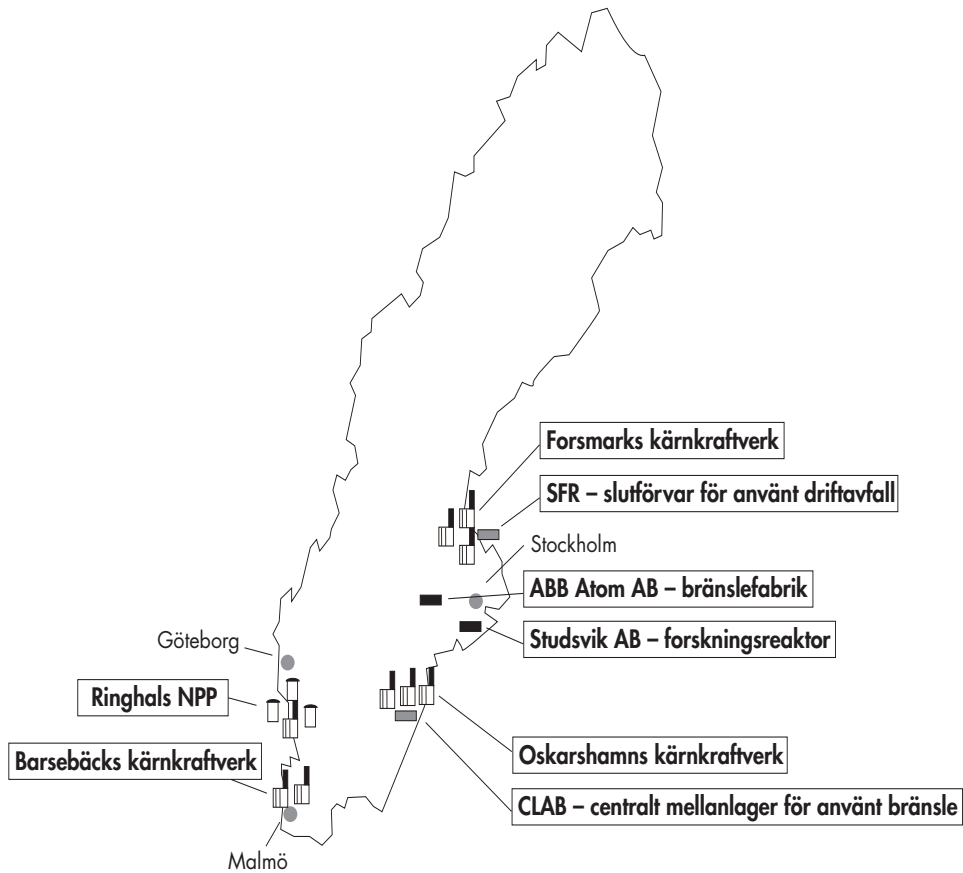 Forsmarks kärnkraftverk
SFR – slutförvar för använt driftavfall
Stockholm
ABB Atom AB – bränslefabrik
Studsvik AB – forskningsreaktor
Göteborg
Ringhals NPP
Barsebäcks kärnkraftverk
Oskarshamns kärnkraftverk
CLAB – centralt mellanlager för använt bränsle
Malmö